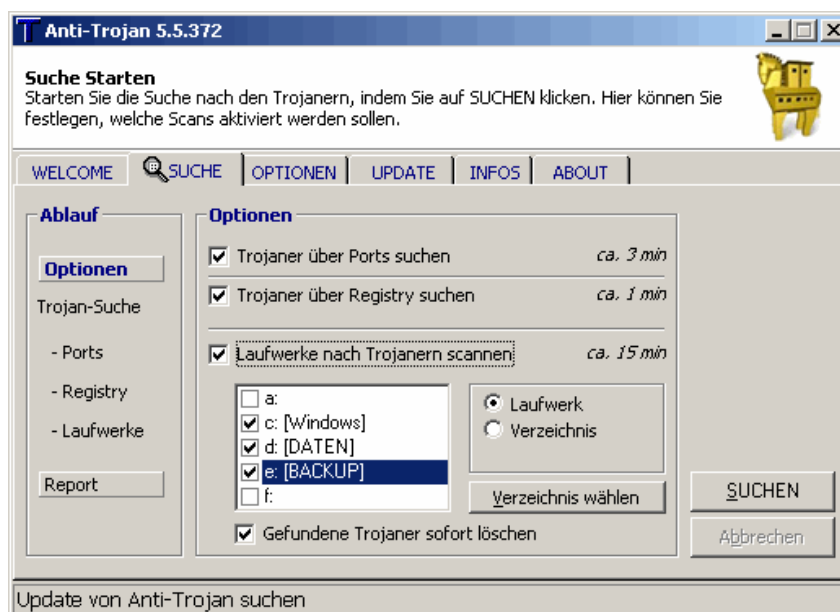 Anti-Trojan 5.5.372
Suche Starten
Starten Sie die Suche nach den Trojanern, indem Sie auf SUCHEN klicken. Hier können Sie
festlegen, welche Scans aktiviert werden sollen.
WELCOME SUCHE OPTIONEN UPDATE INFOS ABOUT
Ablauf
Optionen
Trojan-Suche
- Ports
- Registry
- Laufwerke
Report
Optionen
Trojaner über Ports suchen ca. 3 min
Trojaner über Registry suchen ca. 1 min
Laufwerke nach Trojanern scannen ca. 15 min
a:
c: [Windows]
d: [DATEN]
e: [BACKUP]
f:
Laufwerk
Verzeichnis
Verzeichnis wählen
Gefundene Trojaner sofort löschen
SUCHEN
Abbrechen
Update von Anti-Trojan suchen